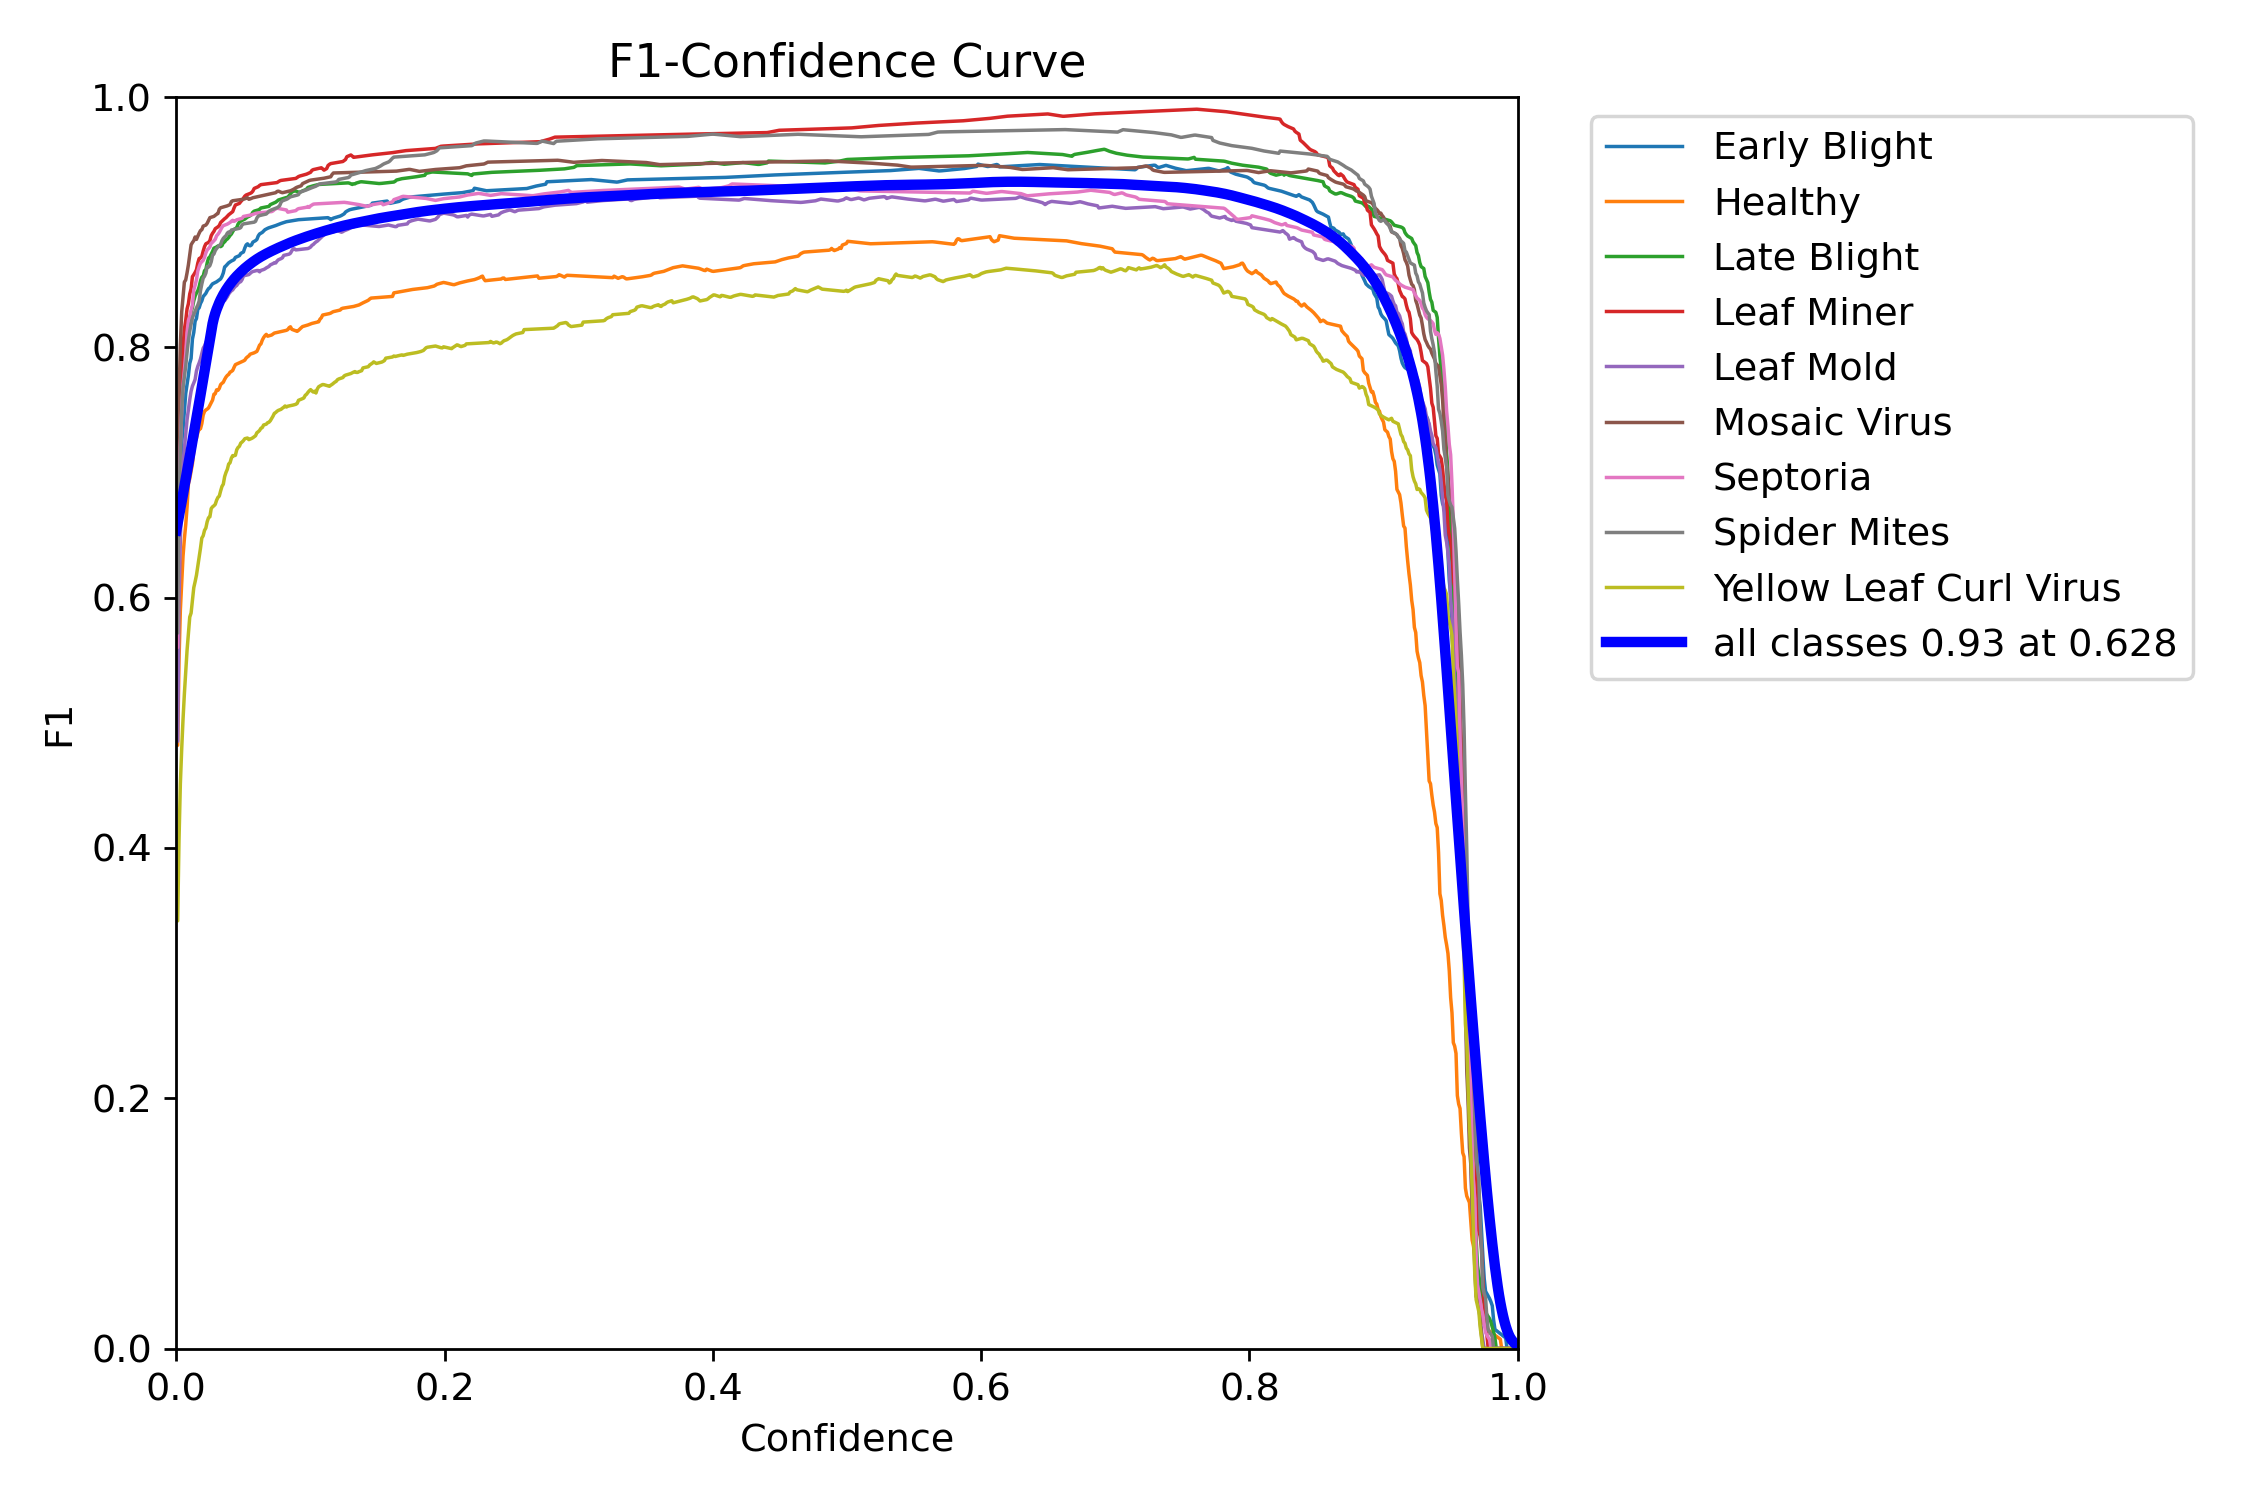 F1-Confidence Curve
1.0
0.8
0.6
0.4
0.2
0.0
F1
0.0 0.2 0.4 0.6 0.8 1.0
Confidence
Early Blight
Healthy
Late Blight
Leaf Miner
Leaf Mold
Mosaic Virus
Septoria
Spider Mites
Yellow Leaf Curl Virus
all classes 0.93 at 0.628